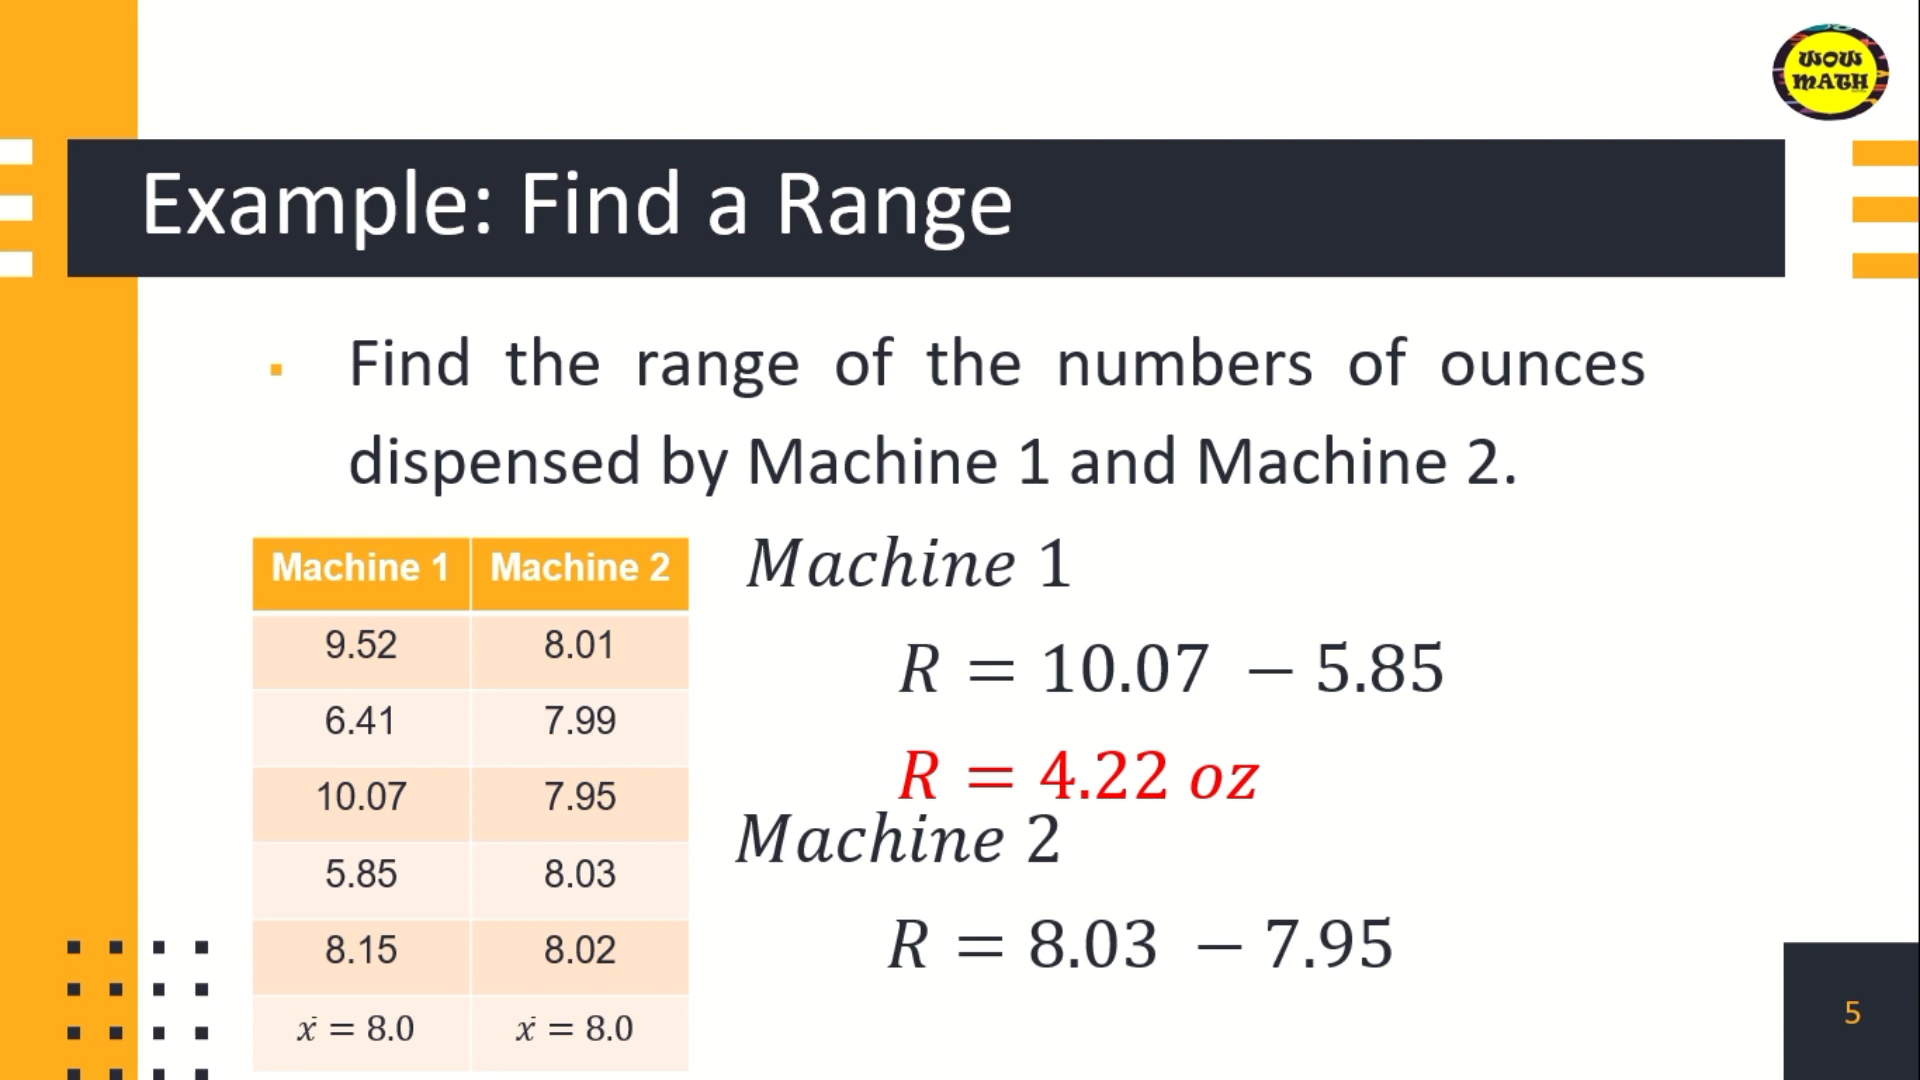 WOW
MATH
Example: Find a Range
▪ Find the range of the numbers of ounces
dispensed by Machine 1 and Machine 2.
Machine 1 Machine 2
9.52 8.01
6.41 7.99
10.07 7.95
5.85 8.03
8.15 8.02
x̄ = 8.0 x̄ = 8.0
Machine 1
R = 10.07 − 5.85
R = 4.22 oz
Machine 2
R = 8.03 − 7.95
5